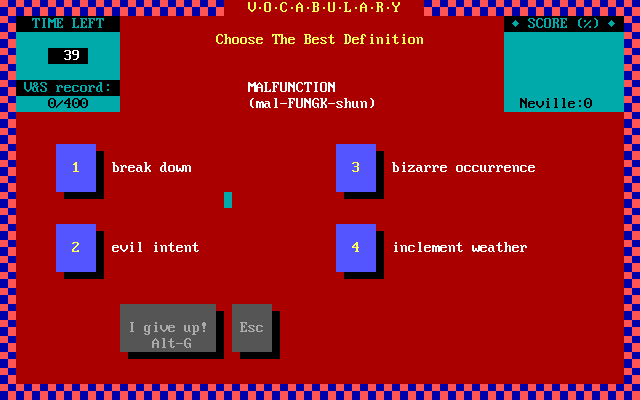 V·O·C·A·B·U·L·A·R·Y
TIME LEFT
39
V&S record:
0/400
Choose The Best Definition
♦ SCORE (%) ♦
Neville:0
MALFUNCTION
(mal-FUNGK-shun)
1 break down
3 bizarre occurrence
2 evil intent
4 inclement weather
I give up!
Alt-G
Esc